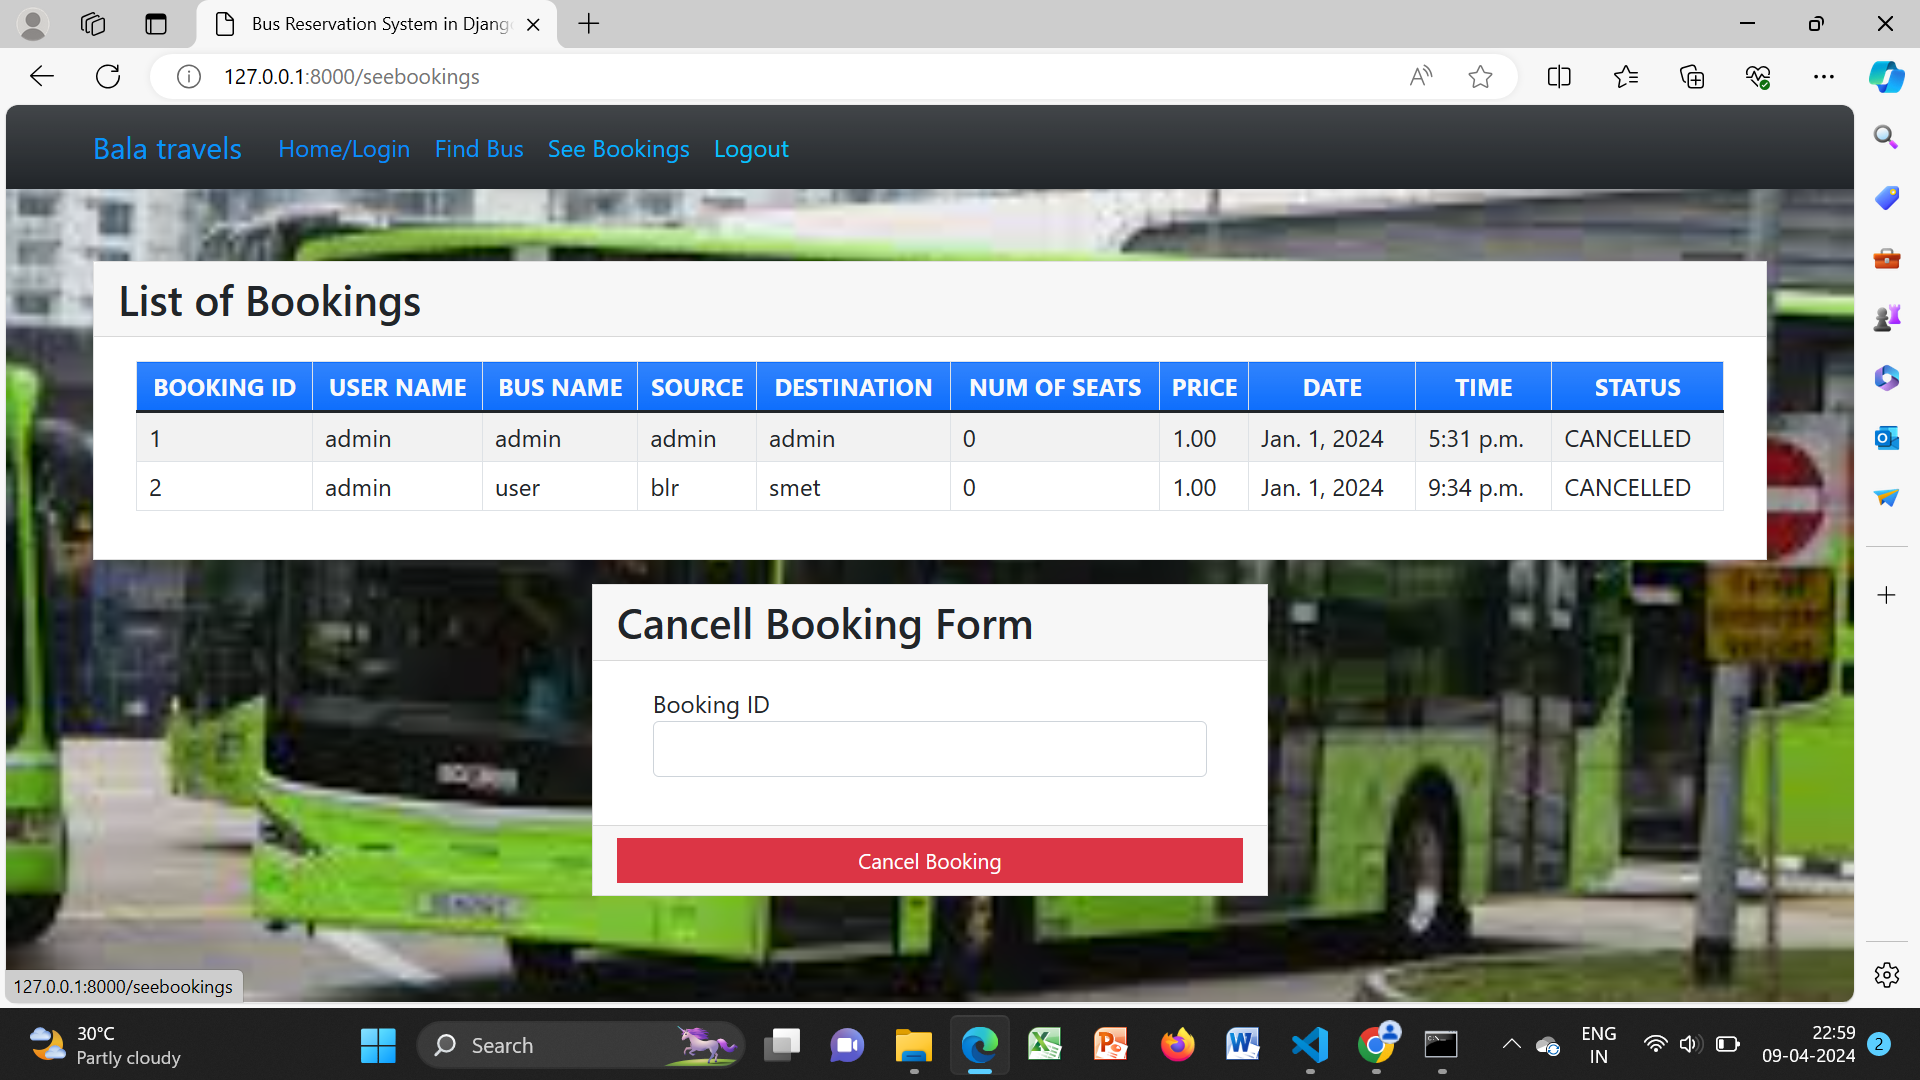 Bus Reservation System in Djang
127.0.0.1:8000/seebookings
Bala travels Home/Login Find Bus See Bookings Logout
List of Bookings
BOOKING ID USER NAME BUS NAME SOURCE DESTINATION NUM OF SEATS PRICE DATE TIME STATUS
1 admin admin admin admin 0 1.00 Jan. 1, 2024 5:31 p.m. CANCELLED
2 admin user blr smet 0 1.00 Jan. 1, 2024 9:34 p.m. CANCELLED
Cancell Booking Form
Booking ID
Cancel Booking
127.0.0.1:8000/seebookings
30°C
Partly cloudy
Search
ENG
IN
22:59
09-04-2024
2